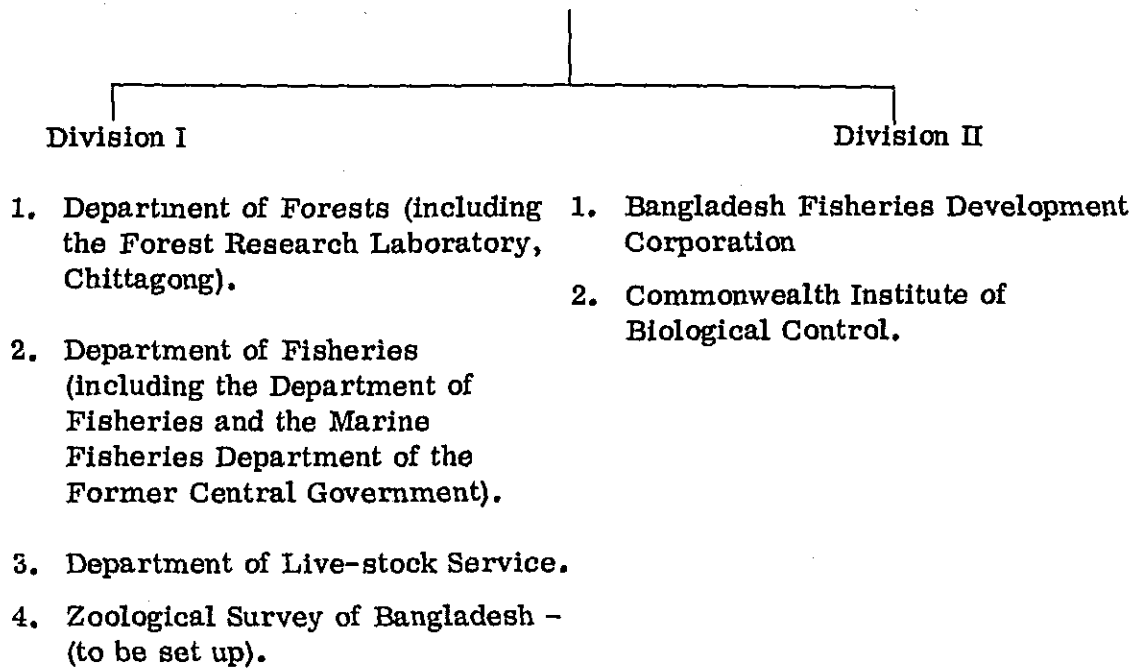 Division I
Division II
1. Department of Forests (including
the Forest Research Laboratory,
Chittagong).
2. Department of Fisheries
(including the Department of
Fisheries and the Marine
Fisheries Department of the
Former Central Government).
3. Department of Live-stock Service.
4. Zoological Survey of Bangladesh -
(to be set up).
1. Bangladesh Fisheries Development
Corporation
2. Commonwealth Institute of
Biological Control.